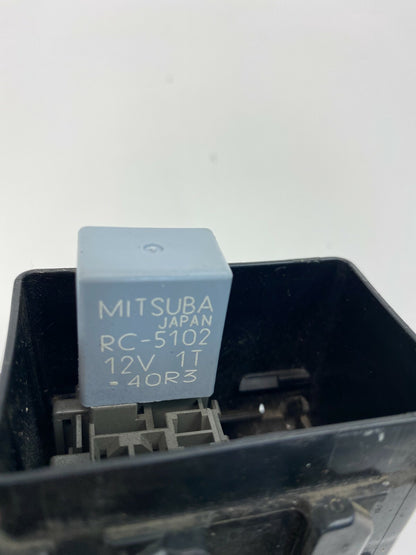 MITSUBA
JAPAN
RC-5102
12V 1T
-40R3